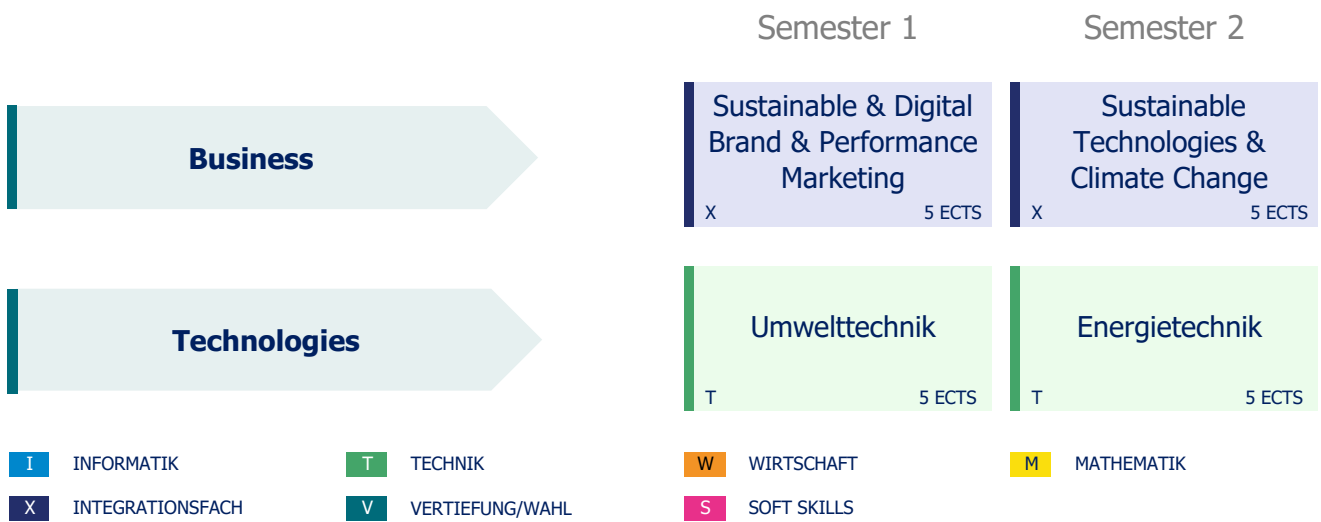 Semester 1
Semester 2
Business
Sustainable & Digital
Brand & Performance
Marketing
X
5 ECTS
Sustainable
Technologies &
Climate Change
X
5 ECTS
Technologies
Umwelttechnik
T
5 ECTS
Energietechnik
T
5 ECTS
I INFORMATIK
T TECHNIK
W WIRTSCHAFT
M MATHEMATIK
X INTEGRATIONSFACH
V VERTIEFUNG/WAHL
S SOFT SKILLS